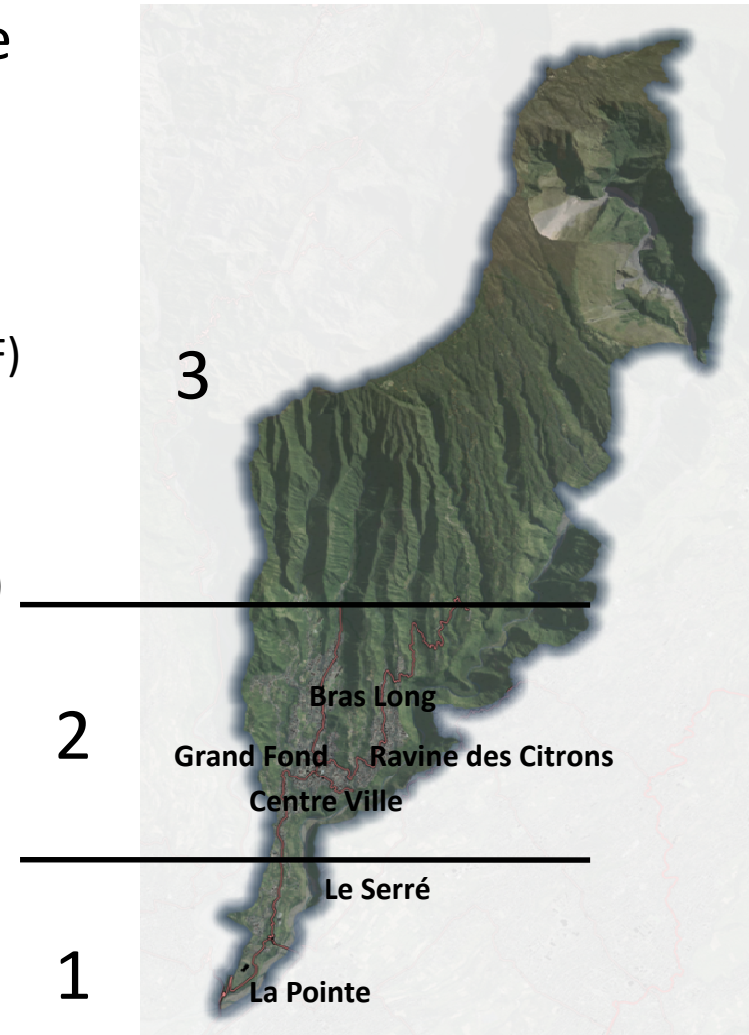 e
F)
3
)
Bras Long
2
Grand Fond
Ravine des Citrons
Centre Ville
Le Serré
1
La Pointe